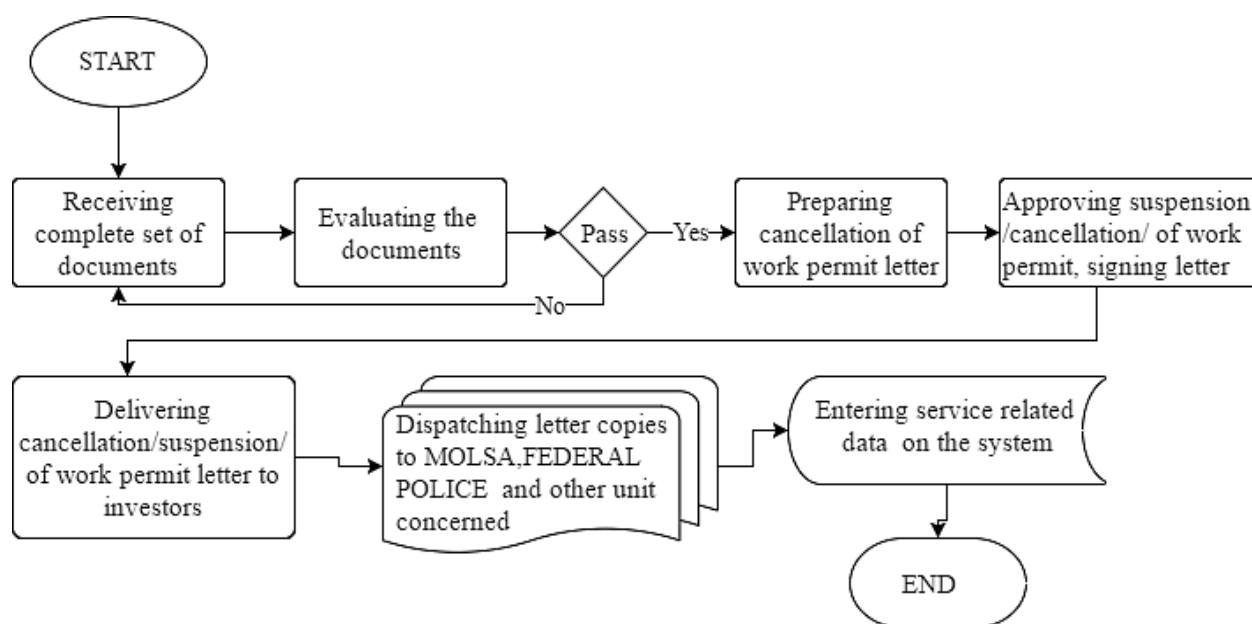 START
Receiving
complete set of
documents
Evaluating the
documents
Pass
Yes
No
Preparing
cancellation of
work permit letter
Approving suspension
/cancellation/ of work
permit, signing letter
Delivering
cancellation/suspension/
of work permit letter to
investors
Dispatching letter copies
to MOLSA,FEDERAL
POLICE and other unit
concerned
Entering service related
data on the system
END